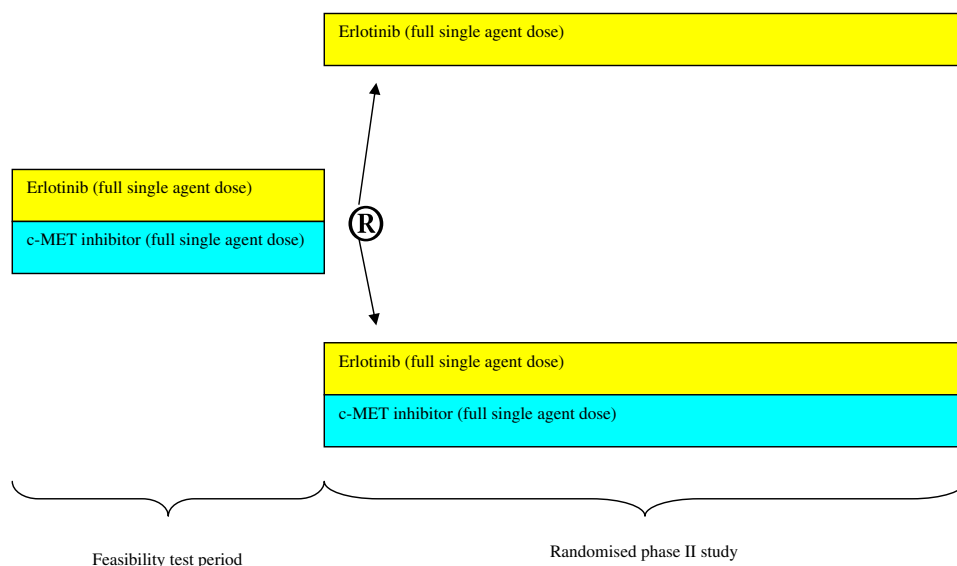 Erlotinib (full single agent dose)
Erlotinib (full single agent dose)
c-MET inhibitor (full single agent dose)
R
Erlotinib (full single agent dose)
c-MET inhibitor (full single agent dose)
Feasibility test period
Randomised phase II study